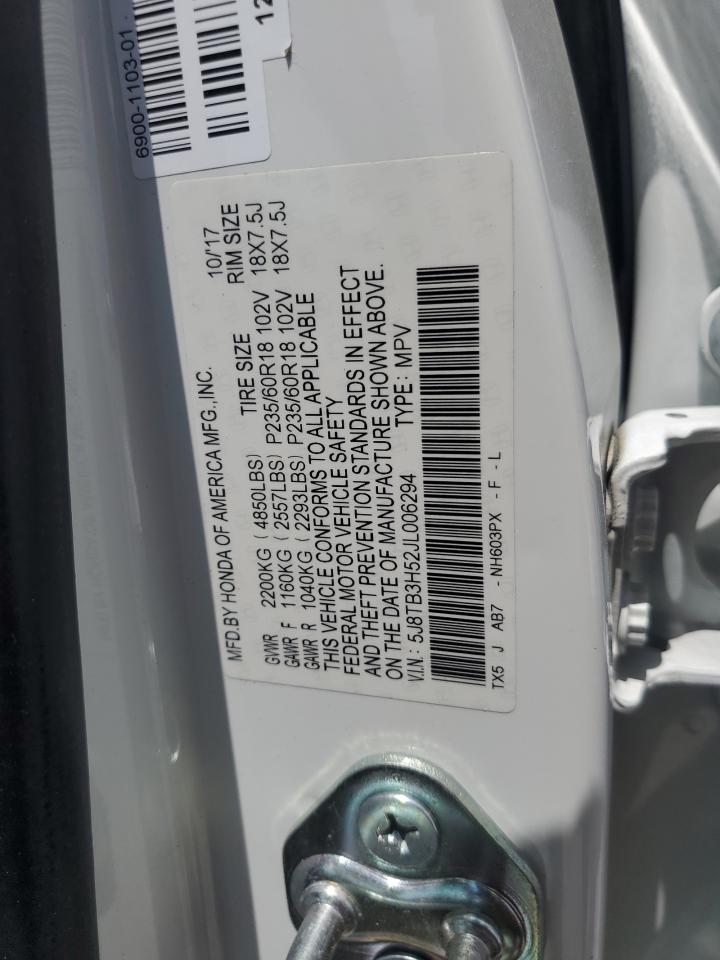 6900-1103-01
12
MFD.BY HONDA OF AMERICA MFG.,INC. 10/17
TIRE SIZE RIM SIZE
GVWR 2200KG (4850LBS)
GAWR F 1160KG (2557LBS) P235/60R18 102V 18X7.5J
GAWR R 1040KG (2293LBS) P235/60R18 102V 18X7.5J
THIS VEHICLE CONFORMS TO ALL APPLICABLE
FEDERAL MOTOR VEHICLE SAFETY
AND THEFT PREVENTION STANDARDS IN EFFECT
ON THE DATE OF MANUFACTURE SHOWN ABOVE.
V.I.N.: 5J8TB3H52JL006294 TYPE: MPV
TX5 J AB7 - NH603PX - F - L